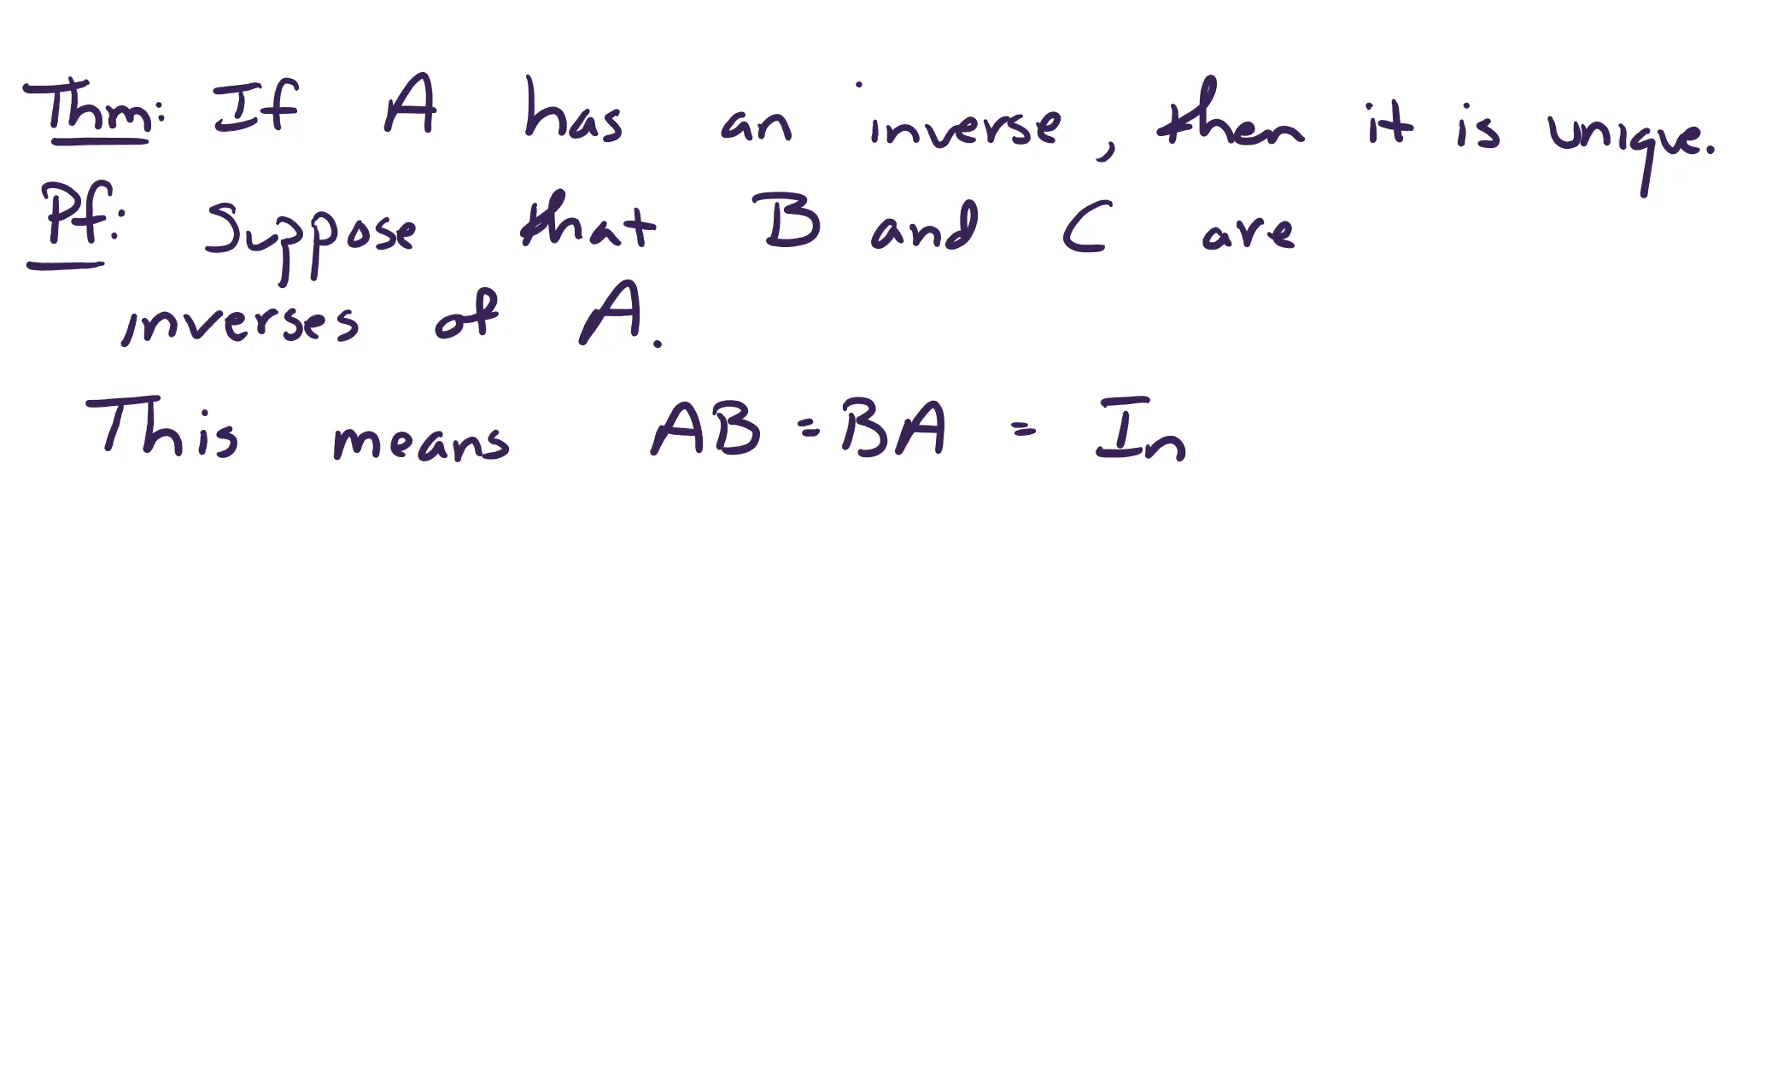 Thm: If A has an inverse, then it is unique.
Pf: Suppose that B and C are
inverses of A.
This means AB = BA = In